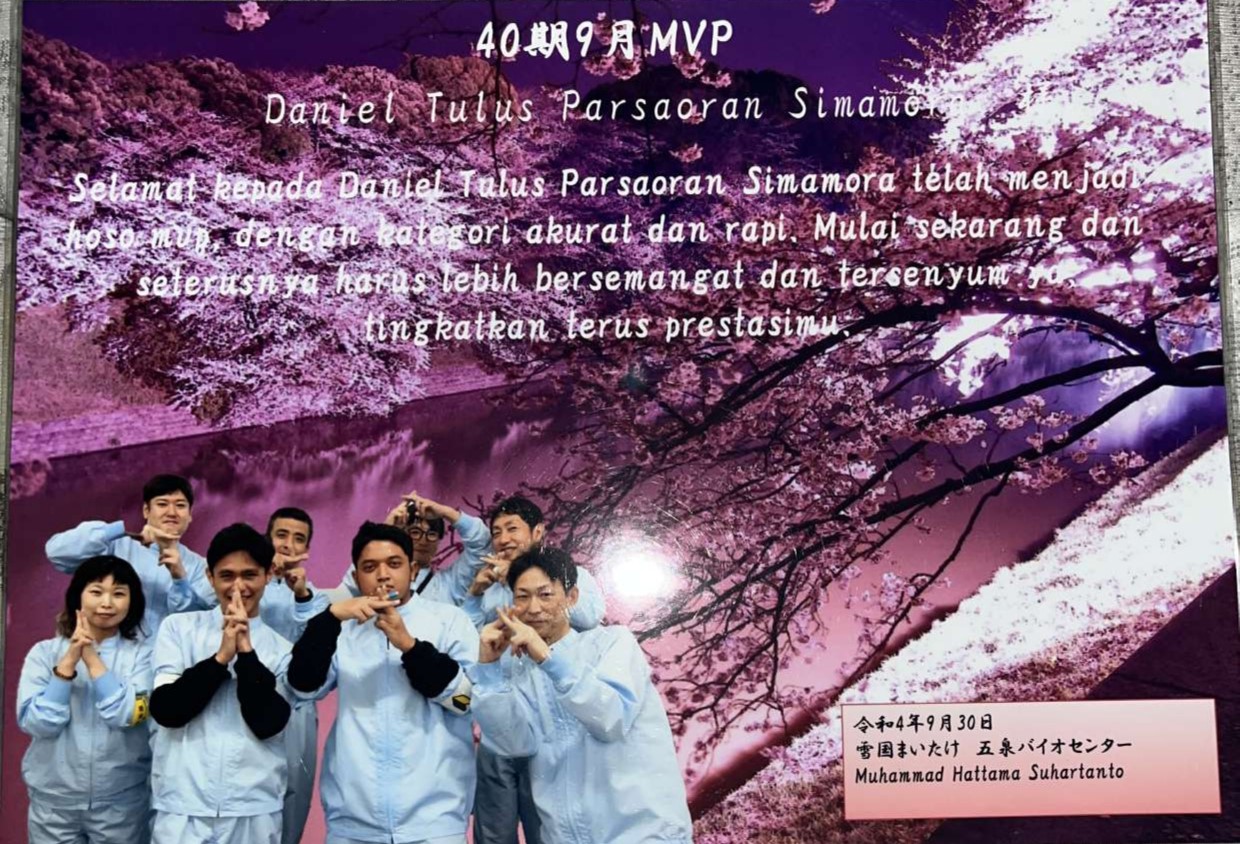 40期9月MVP
Daniel Tulus Parsaoran Simamora
Selamat kepada Daniel Tulus Parsaoran Simamora telah menjadi
hoso mvp, dengan kategori akurat dan rapi. Mulai sekarang dan
seterusnya harus lebih bersemangat dan tersenyum ya,
tingkatkan terus prestasimu.
令和4年9月30日
雪国まいたけ 五泉バイオセンター
Muhammad Hattama Suhartanto